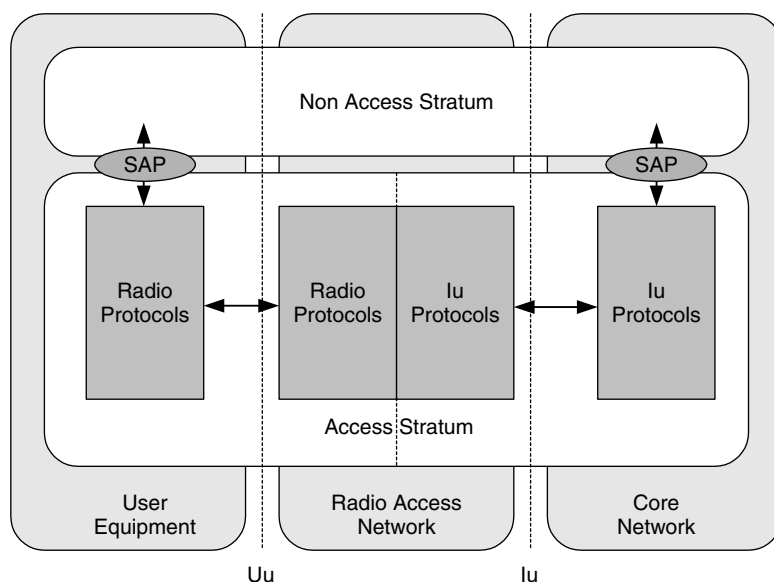 Non Access Stratum
SAP
SAP
Radio
Protocols
Radio
Protocols
Iu
Protocols
Iu
Protocols
Access Stratum
User
Equipment
Radio Access
Network
Core
Network
Uu
Iu